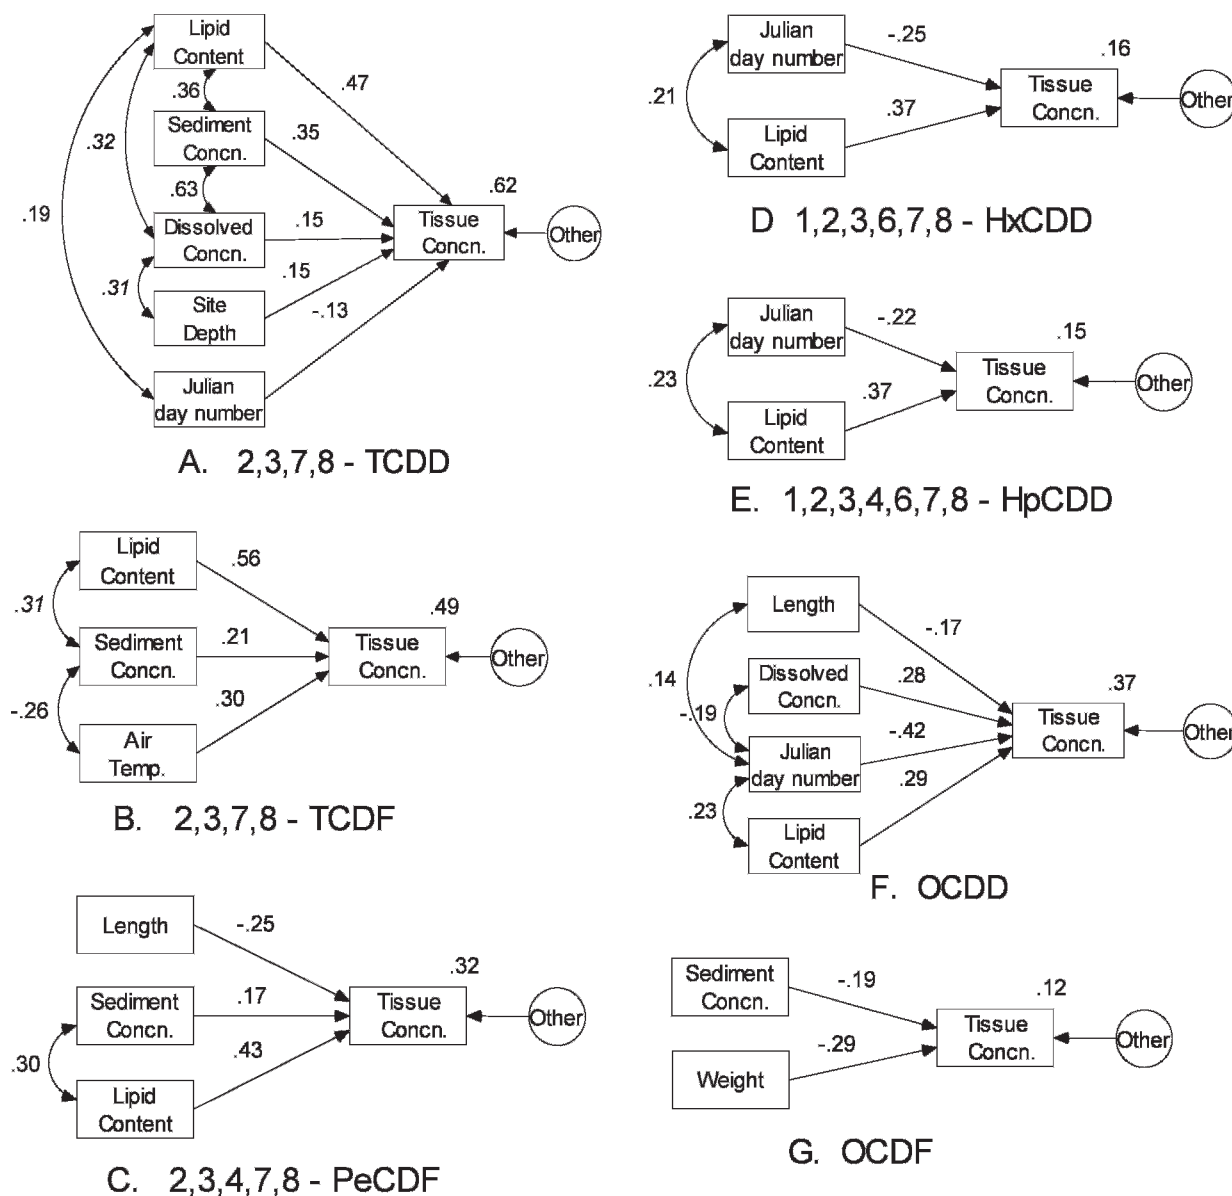 Lipid
Content
.36
.47
Sediment
Concn.
.35
.32
.63
.19
Dissolved
Concn.
.15
.62
Tissue
Concn.
Other
.31
.15
Site
Depth
-.13
Julian
day number
A. 2,3,7,8 - TCDD
Lipid
Content
.56
.31
.49
Sediment
Concn.
.21
Tissue
Concn.
Other
-.26
.30
Air
Temp.
B. 2,3,7,8 - TCDF
Length
-.25
.32
Sediment
Concn.
.17
Tissue
Concn.
Other
.30
.43
Lipid
Content
C. 2,3,4,7,8 - PeCDF
Julian
day number
-.25
.16
.21
Tissue
Concn.
Other
.37
Lipid
Content
D 1,2,3,6,7,8 - HxCDD
Julian
day number
-.22
.15
.23
Tissue
Concn.
Other
.37
Lipid
Content
E. 1,2,3,4,6,7,8 - HpCDD
Length
-.17
Dissolved
Concn.
.28
.14
.37
-.19
Tissue
Concn.
Other
-.42
Julian
day number
.29
.23
Lipid
Content
F. OCDD
Sediment
Concn.
-.19
.12
Tissue
Concn.
Other
-.29
Weight
G. OCDF